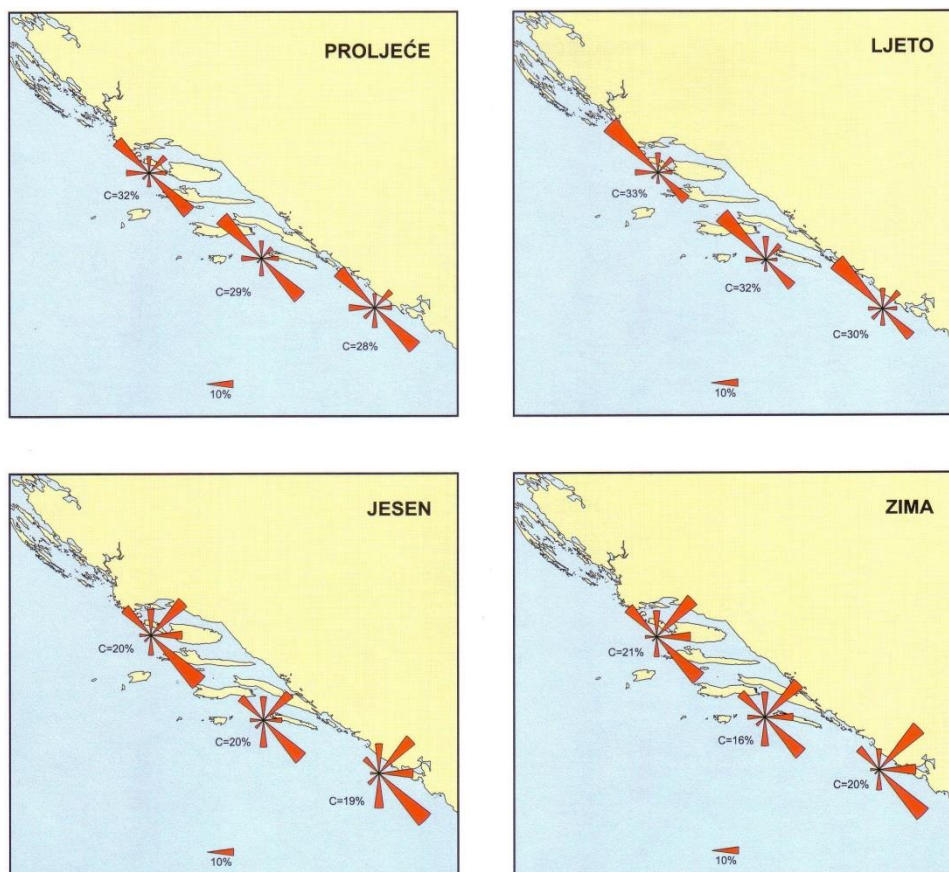 PROLJEĆE
C=32%
C=29%
C=28%
10%
LJETO
C=33%
C=32%
C=30%
10%
JESEN
C=20%
C=20%
C=19%
10%
ZIMA
C=21%
C=16%
C=20%
10%